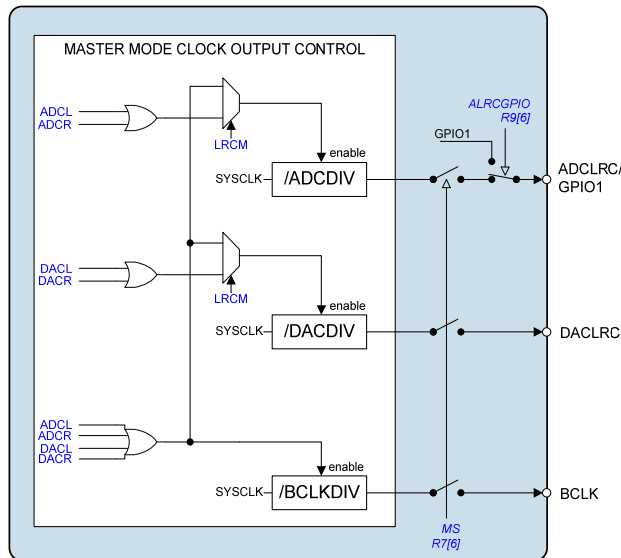 MASTER MODE CLOCK OUTPUT CONTROL
ADCL
ADCR
LRCM
enable
SYSCLK
/ADCDIV
ALRCGPIO
R9[6]
GPIO1
ADCLRC/
GPIO1
DACL
DACR
LRCM
enable
SYSCLK
/DACDIV
DACLRC
ADCL
ADCR
DACL
DACR
enable
SYSCLK
/BCLKDIV
BCLK
MS
R7[6]